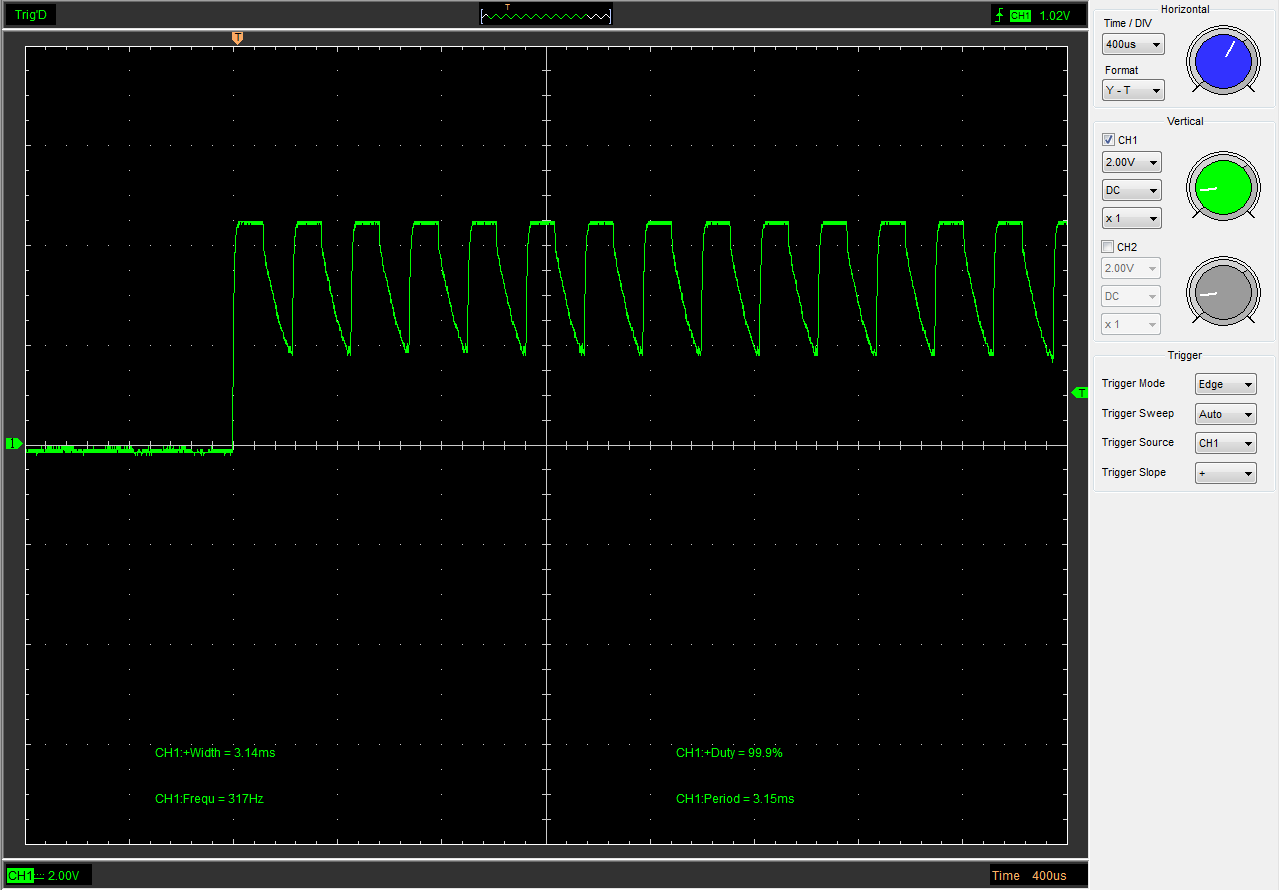 Trig'D
T
CH1 1.02V
T
1
T
CH1:+Width = 3.14ms
CH1:+Duty = 99.9%
CH1:Frequ = 317Hz
CH1:Period = 3.15ms
CH1 2.00V
Time 400us
Horizontal
Time / DIV
400us
Format
Y - T
Vertical
CH1
2.00V
DC
x 1
CH2
2.00V
DC
x 1
Trigger
Trigger Mode Edge
Trigger Sweep Auto
Trigger Source CH1
Trigger Slope +